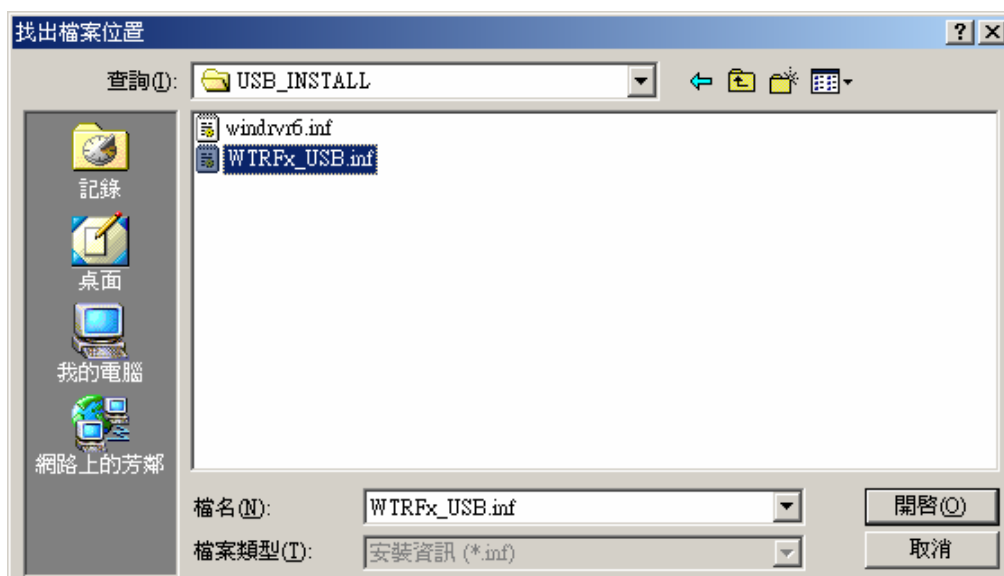 找出檔案位置
查詢(I): USB_INSTALL
windrvr6.inf
WTRFx_USB.inf
記錄
桌面
我的電腦
網路上的芳鄰
檔名(N): WTRFx_USB.inf 開啓(O)
檔案類型(T): 安裝資訊 (*.inf) 取消